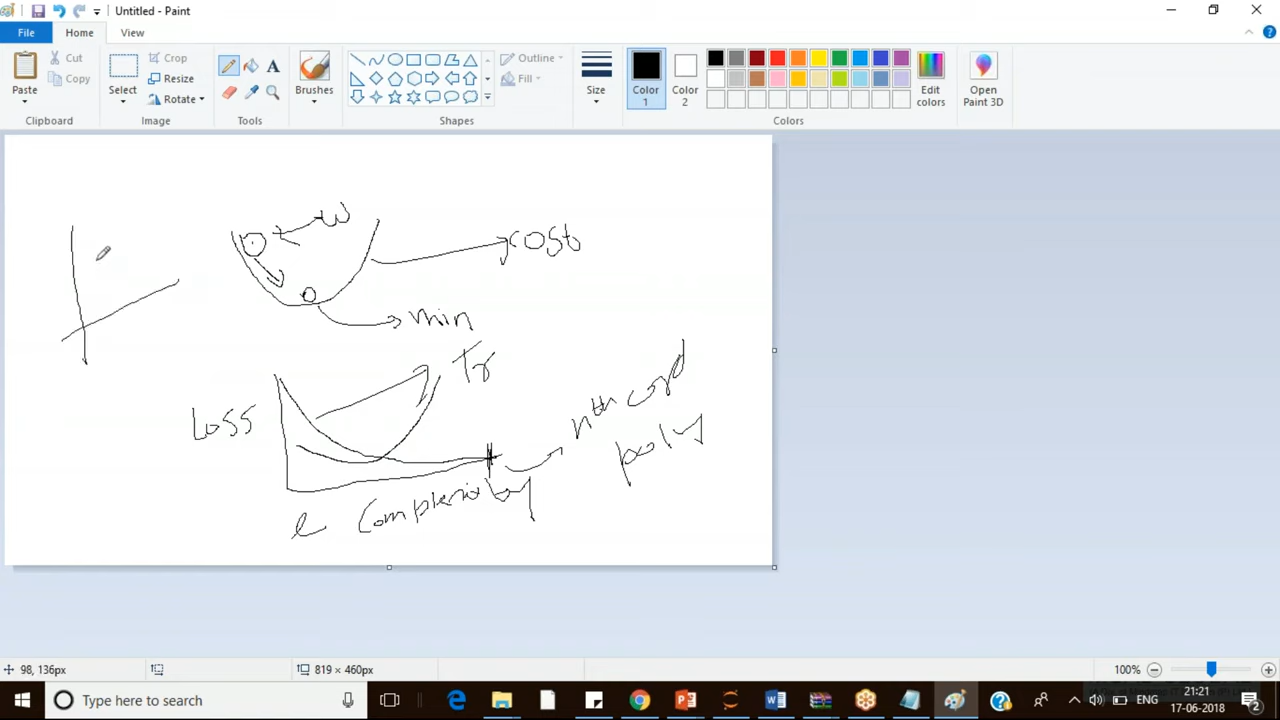 Untitled - Paint
File
Home
View
Paste
Cut
Copy
Clipboard
Select
Crop
Resize
Rotate
Image
Tools
Brushes
Shapes
Outline
Fill
Size
Color 1
Color 2
Edit colors
Open Paint 3D
Colors
w
cost
min
Tr
Loss
nth
poly
e
98, 136px
819 × 460px
100%
Type here to search
ENG
21:21
17-06-2018